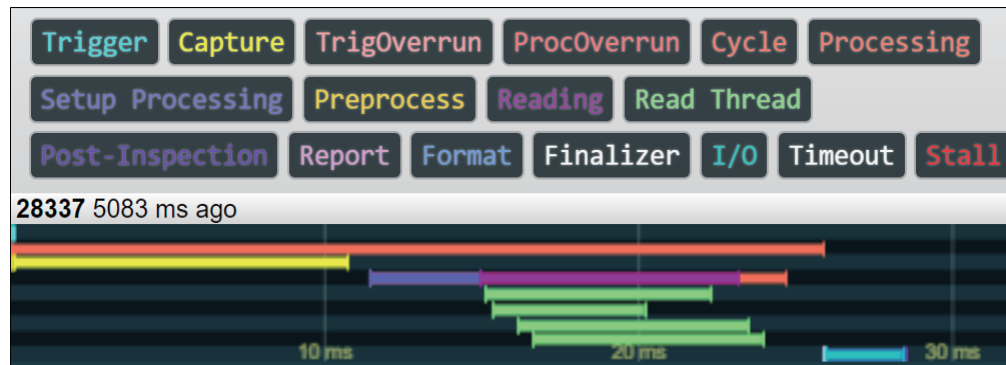 Trigger Capture TrigOverrun ProcOverrun Cycle Processing
Setup Processing Preprocess Reading Read Thread
Post-Inspection Report Format Finalizer I/O Timeout Stall
28337 5083 ms ago
10 ms 20 ms 30 ms